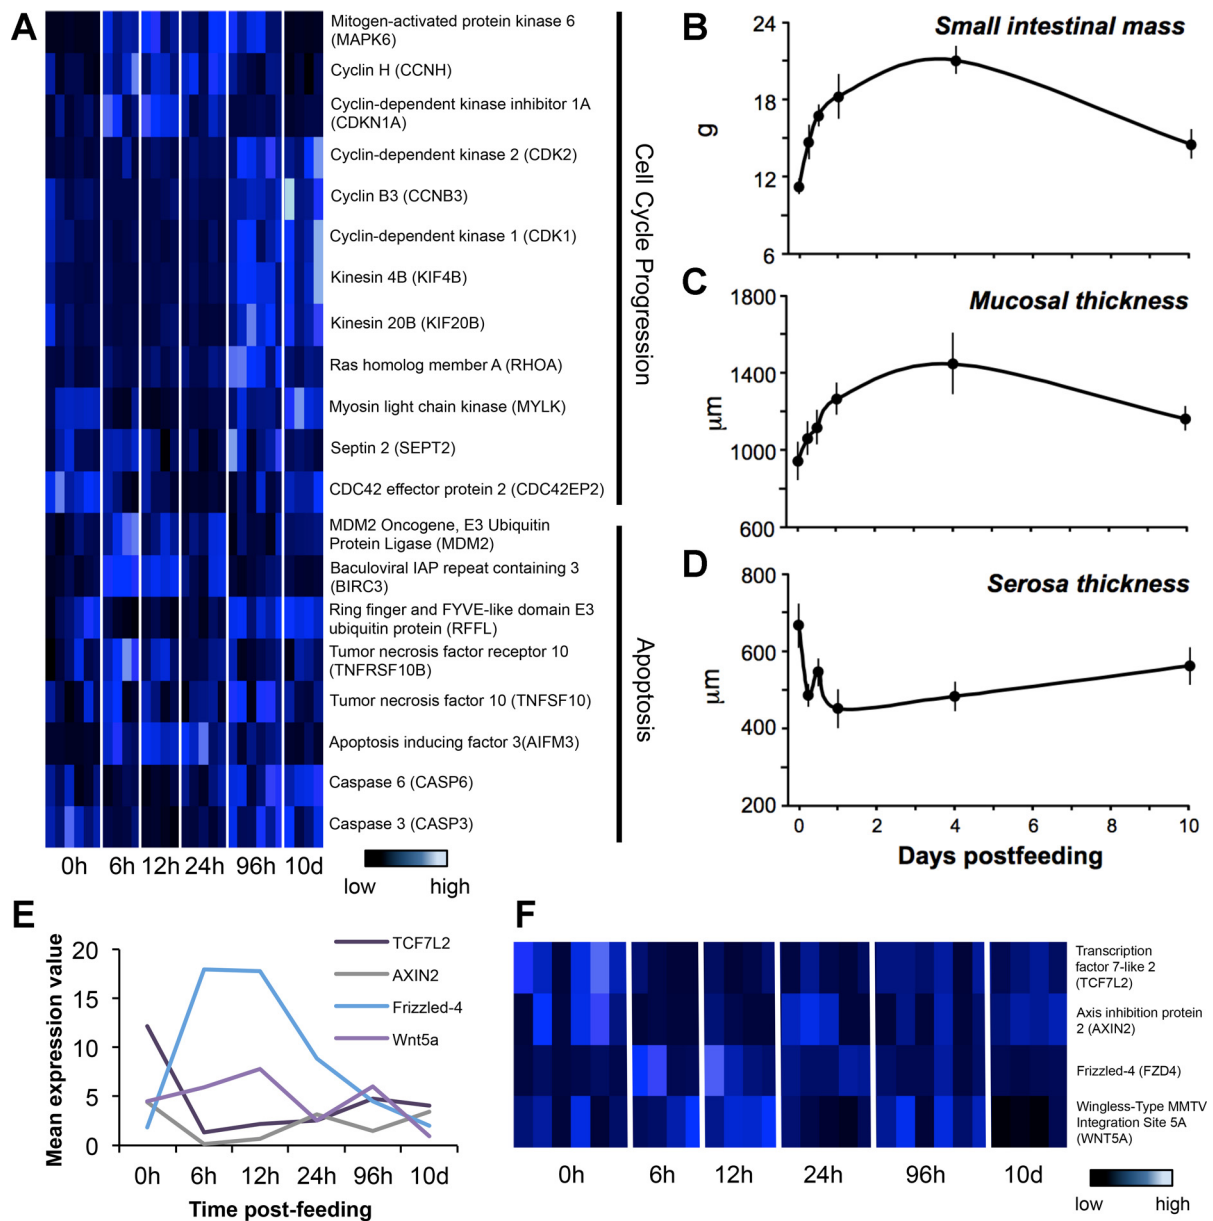 A
Mitogen-activated protein kinase 6
(MAPK6)
Cyclin H (CCNH)
Cyclin-dependent kinase inhibitor 1A
(CDKN1A)
Cyclin-dependent kinase 2 (CDK2)
Cyclin B3 (CCNB3)
Cyclin-dependent kinase 1 (CDK1)
Kinesin 4B (KIF4B)
Kinesin 20B (KIF20B)
Ras homolog member A (RHOA)
Myosin light chain kinase (MYLK)
Septin 2 (SEPT2)
CDC42 effector protein 2 (CDC42EP2)
MDM2 Oncogene, E3 Ubiquitin
Protein Ligase (MDM2)
Baculoviral IAP repeat containing 3
(BIRC3)
Ring finger and FYVE-like domain E3
ubiquitin protein (RFFL)
Tumor necrosis factor receptor 10
(TNFRSF10B)
Tumor necrosis factor 10 (TNFSF10)
Apoptosis inducing factor 3(AIFM3)
Caspase 6 (CASP6)
Caspase 3 (CASP3)
Cell Cycle Progression
Apoptosis
0h 6h 12h 24h 96h 10d
low high
B
Small intestinal mass
24
18
12
6
g
C
Mucosal thickness
1800
1400
1000
600
µm
D
Serosa thickness
800
600
400
200
µm
0 2 4 6 8 10
Days postfeeding
E
Mean expression value
20
15
10
5
0
TCF7L2
AXIN2
Frizzled-4
Wnt5a
0h 6h 12h 24h 96h 10d
Time post-feeding
F
Transcription
factor 7-like 2
(TCF7L2)
Axis inhibition protein
2 (AXIN2)
Frizzled-4 (FZD4)
Wingless-Type MMTV
Integration Site 5A
(WNT5A)
0h 6h 12h 24h 96h 10d
low high